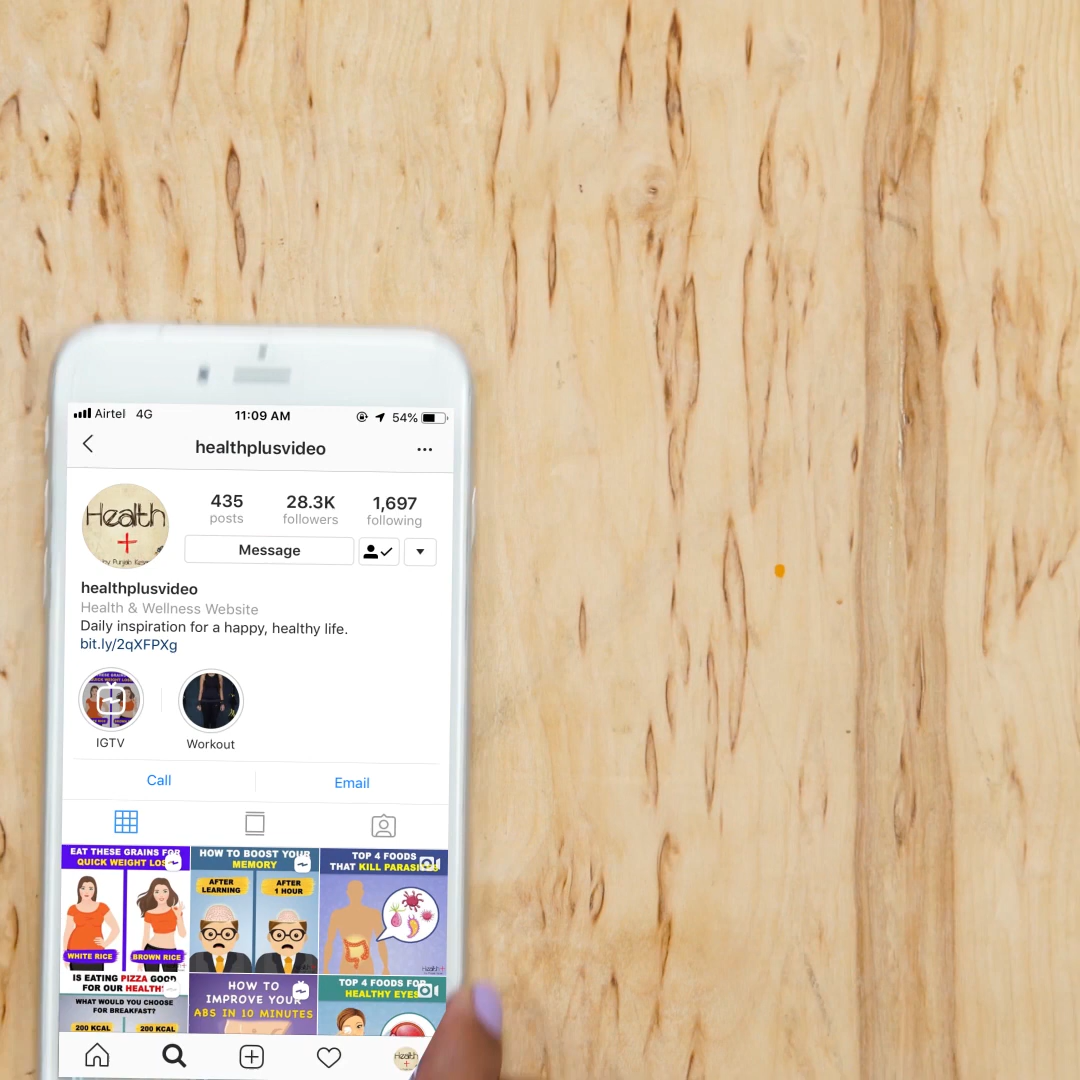 Airtel 4G 11:09 AM 54%
healthplusvideo
Health
+
by Punjab
435 28.3K 1,697
posts followers following
Message
healthplusvideo
Health & Wellness Website
Daily inspiration for a happy, healthy life.
bit.ly/2qXFPXg
IGTV Workout
Call Email
EAT THESE GRAINS FOR
QUICK WEIGHT LOSS
WHITE RICE BROWN RICE
HOW TO BOOST YOUR
MEMORY
AFTER
LEARNING
AFTER
1 HOUR
TOP 4 FOODS
THAT KILL PARASITES
Health+
IS EATING PIZZA GOOD
FOR OUR HEALTH?
WHAT WOULD YOU CHOOSE
FOR BREAKFAST?
200 KCAL 200 KCAL
HOW TO
IMPROVE YOUR
ABS IN 10 MINUTES
TOP 4 FOODS FOR
HEALTHY EYES
Health
+